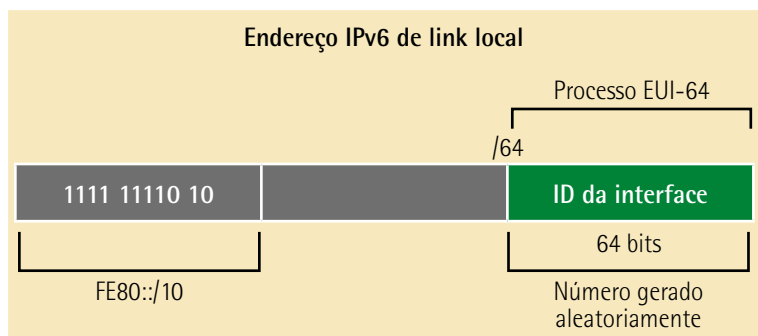 Endereço IPv6 de link local
Processo EUI-64
/64
1111 11110 10
ID da interface
64 bits
FE80::/10
Número gerado
aleatoriamente